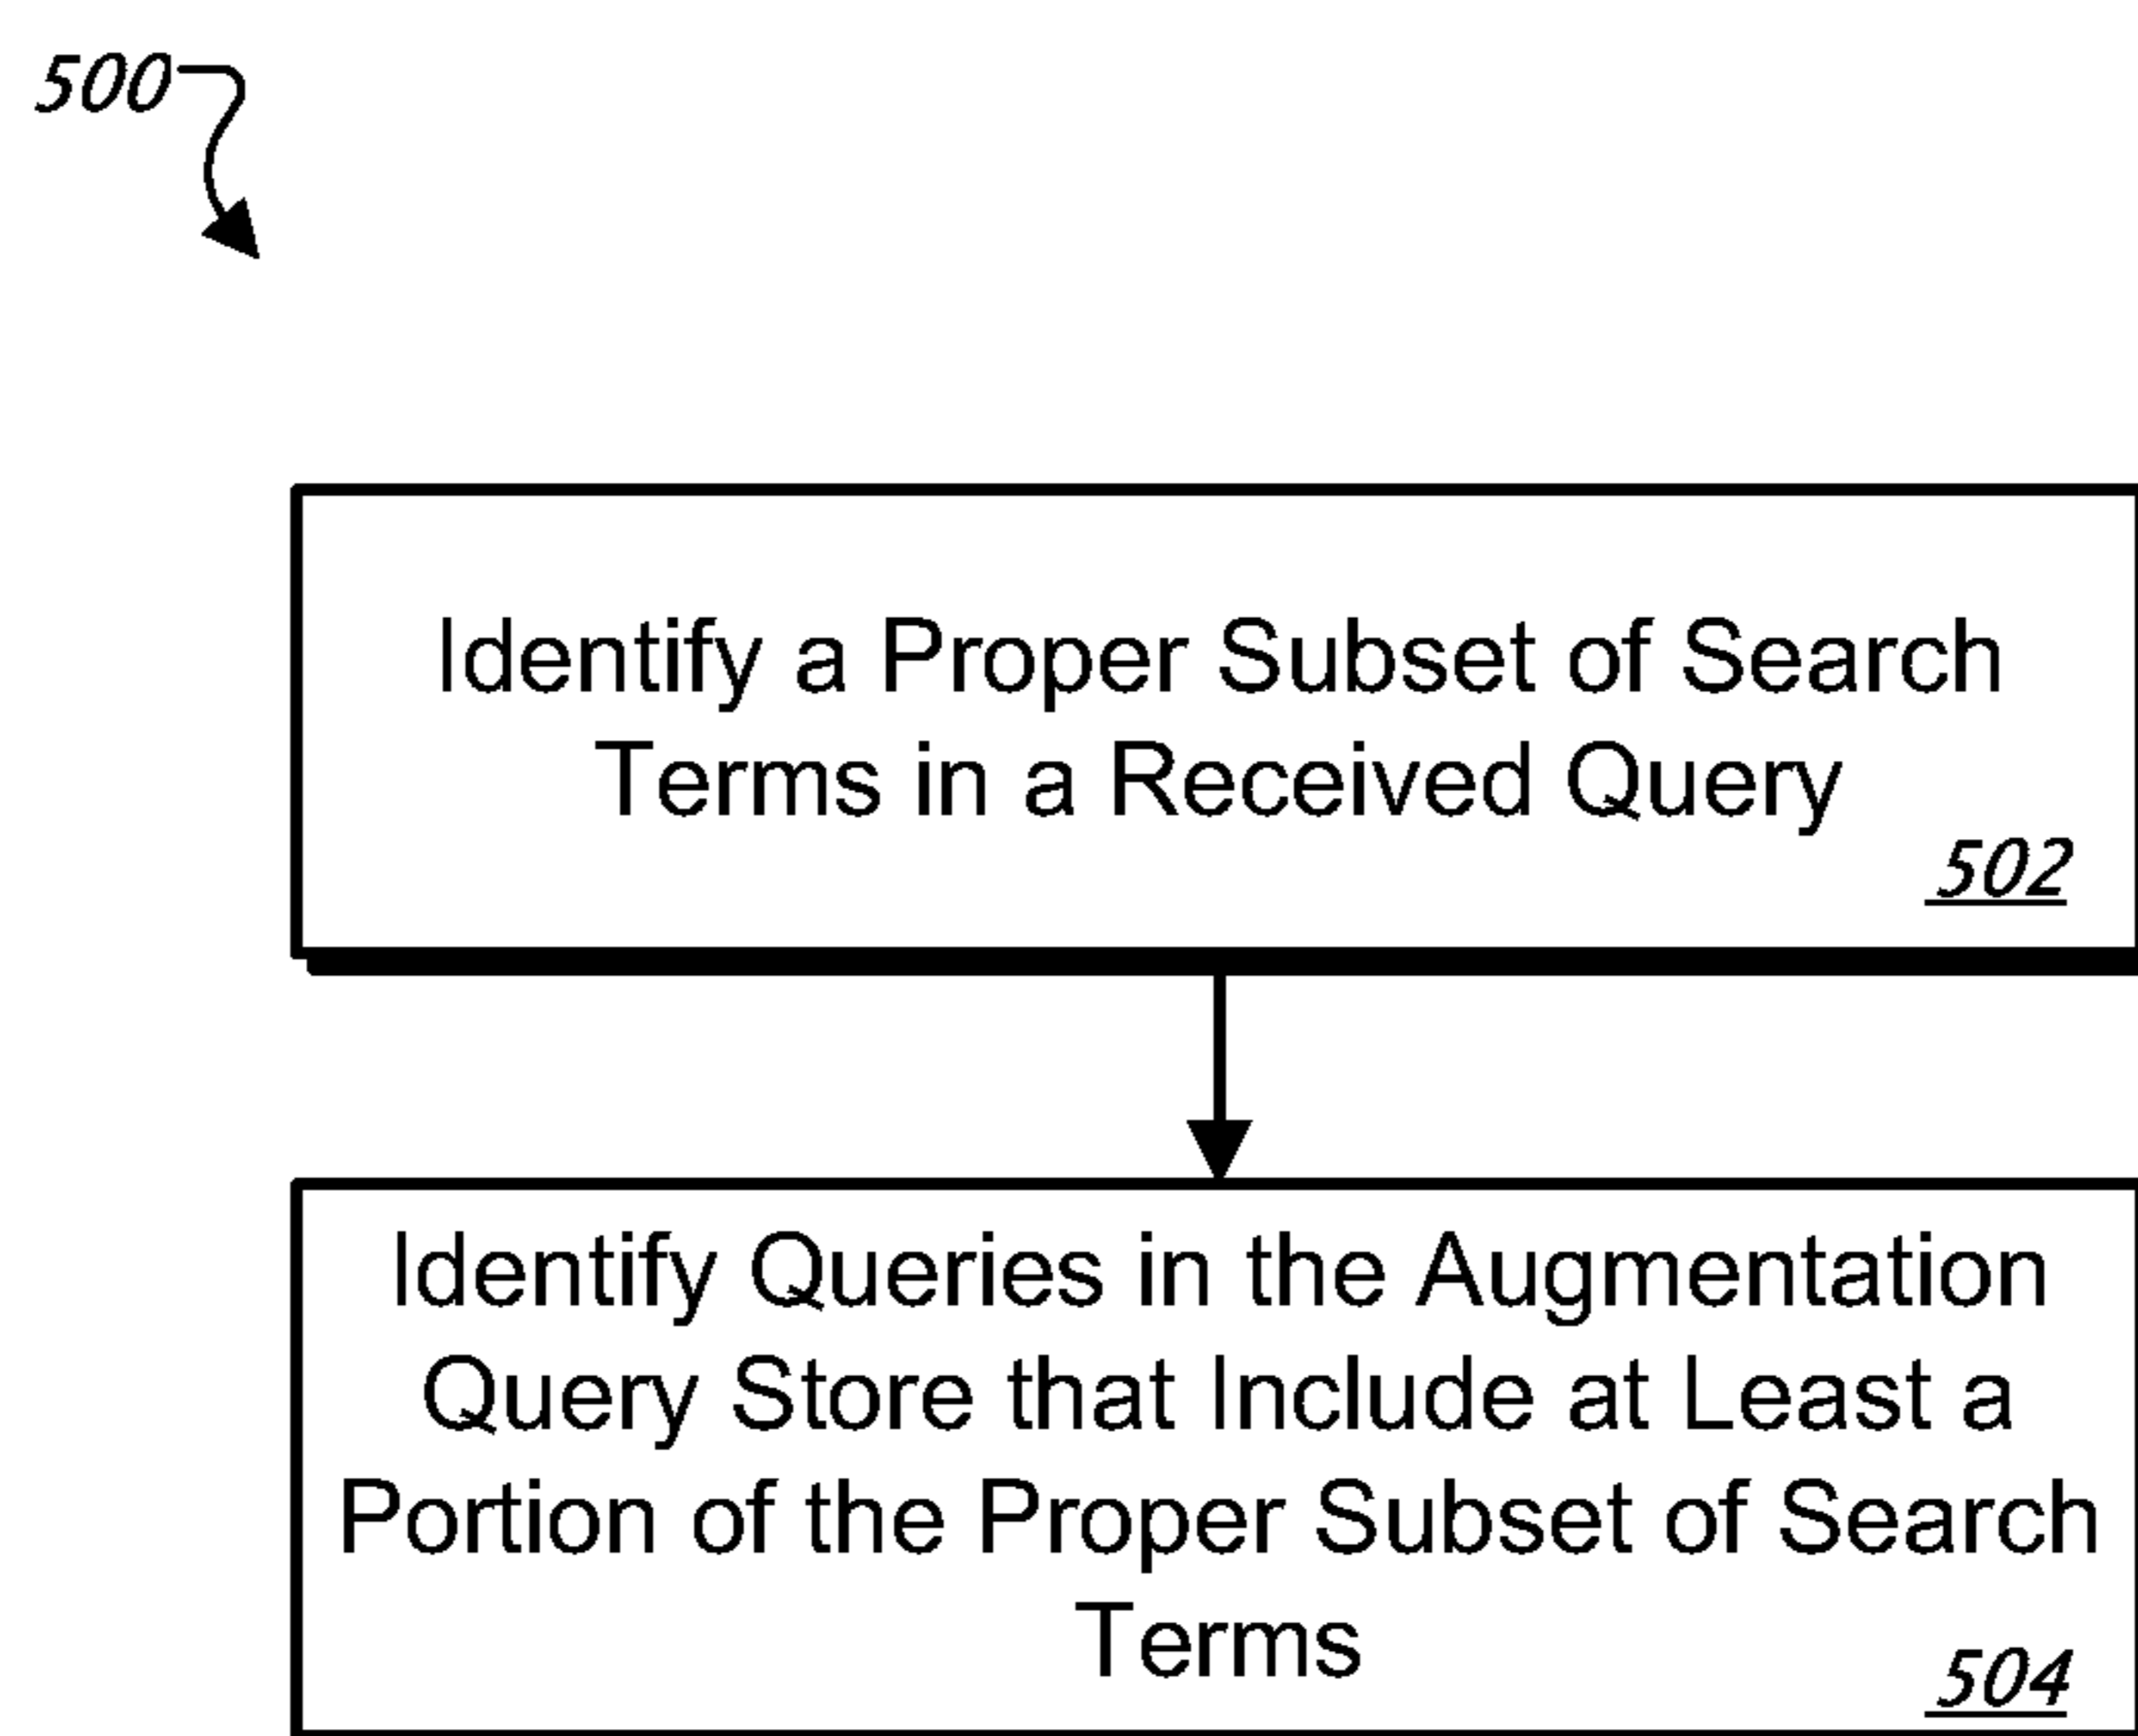 500
Identify a Proper Subset of Search
Terms in a Received Query
502
Identify Queries in the Augmentation
Query Store that Include at Least a
Portion of the Proper Subset of Search
Terms
504